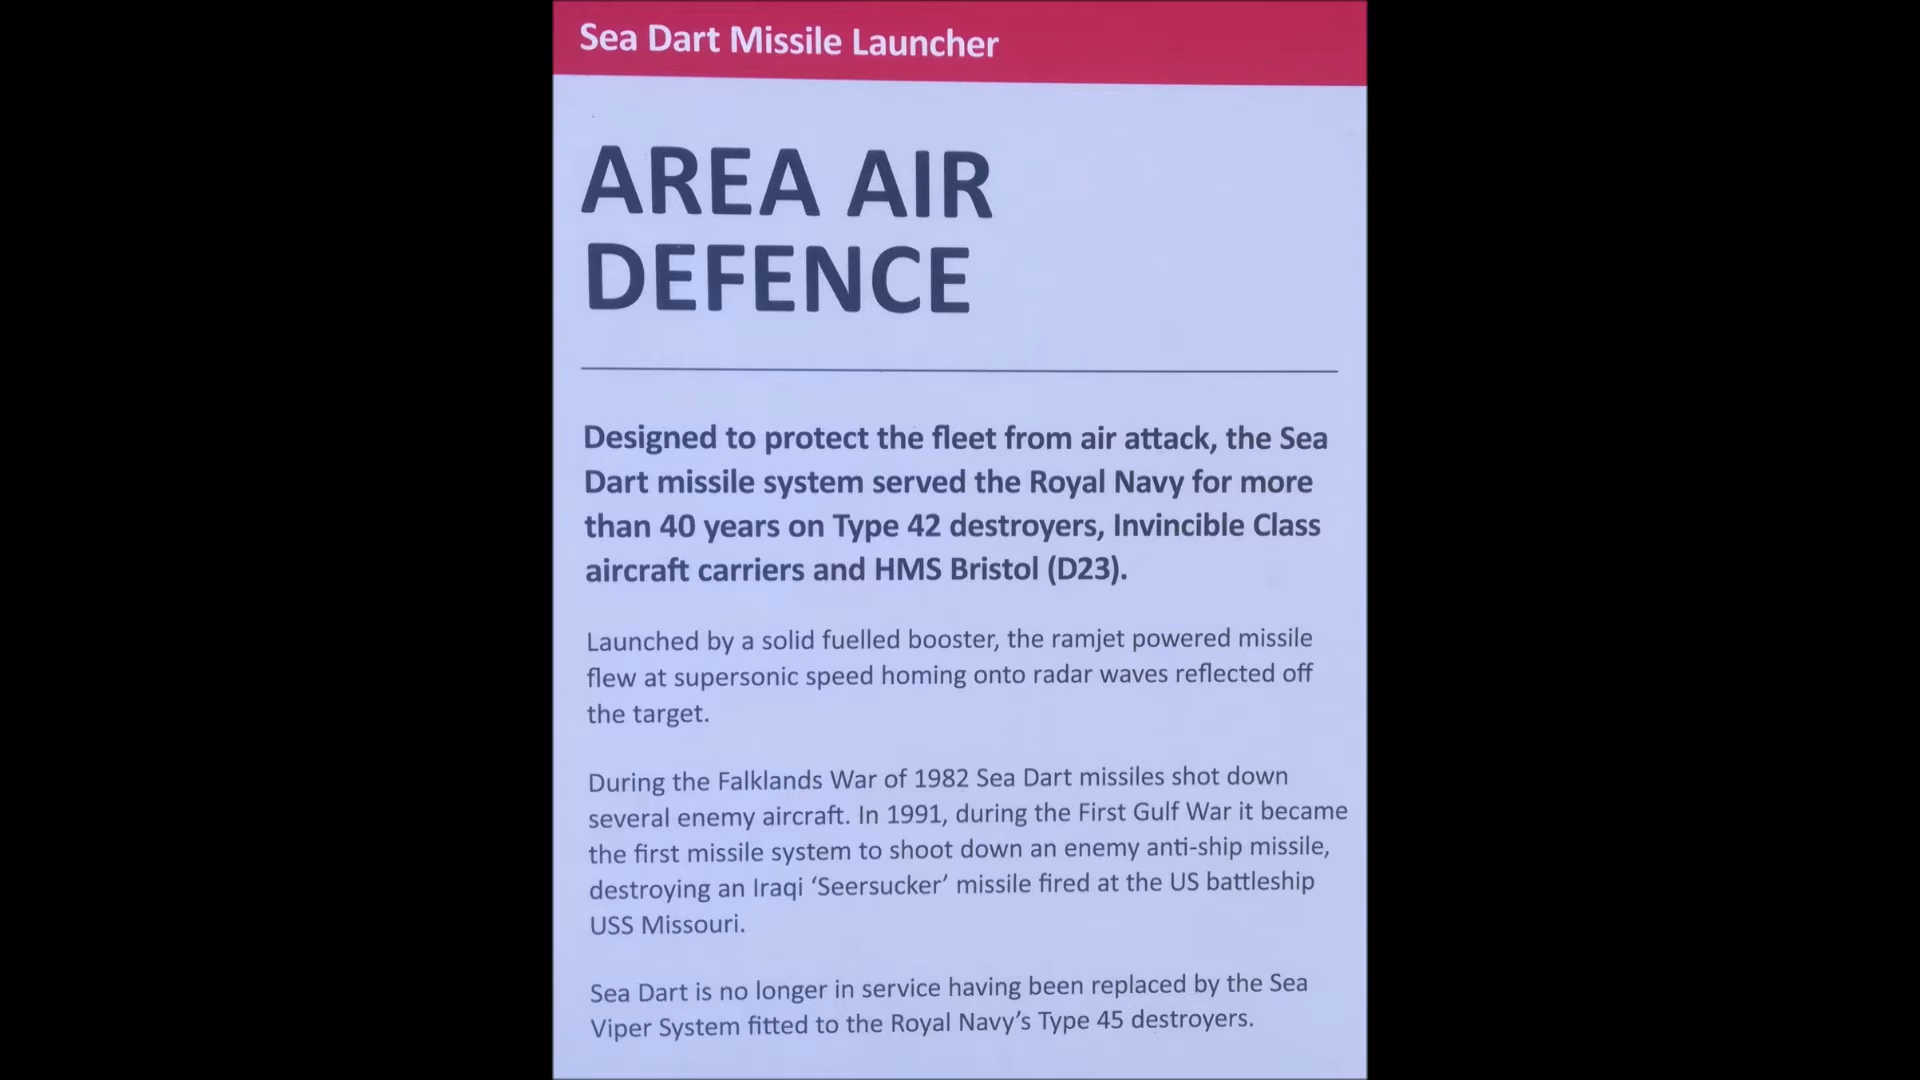 Sea Dart Missile Launcher
AREA AIR
DEFENCE
Designed to protect the fleet from air attack, the Sea
Dart missile system served the Royal Navy for more
than 40 years on Type 42 destroyers, Invincible Class
aircraft carriers and HMS Bristol (D23).
Launched by a solid fuelled booster, the ramjet powered missile
flew at supersonic speed homing onto radar waves reflected off
the target.
During the Falklands War of 1982 Sea Dart missiles shot down
several enemy aircraft. In 1991, during the First Gulf War it became
the first missile system to shoot down an enemy anti-ship missile,
destroying an Iraqi ‘Seersucker’ missile fired at the US battleship
USS Missouri.
Sea Dart is no longer in service having been replaced by the Sea
Viper System fitted to the Royal Navy’s Type 45 destroyers.